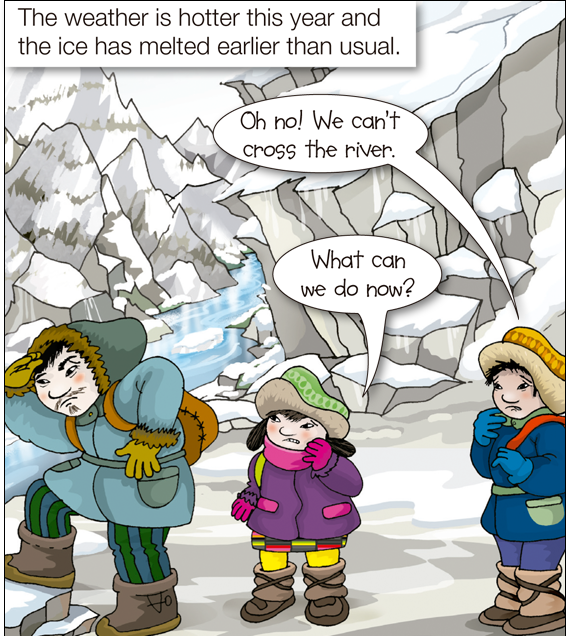 The weather is hotter this year and
the ice has melted earlier than usual.
Oh no! We can't
cross the river.
What can
we do now?